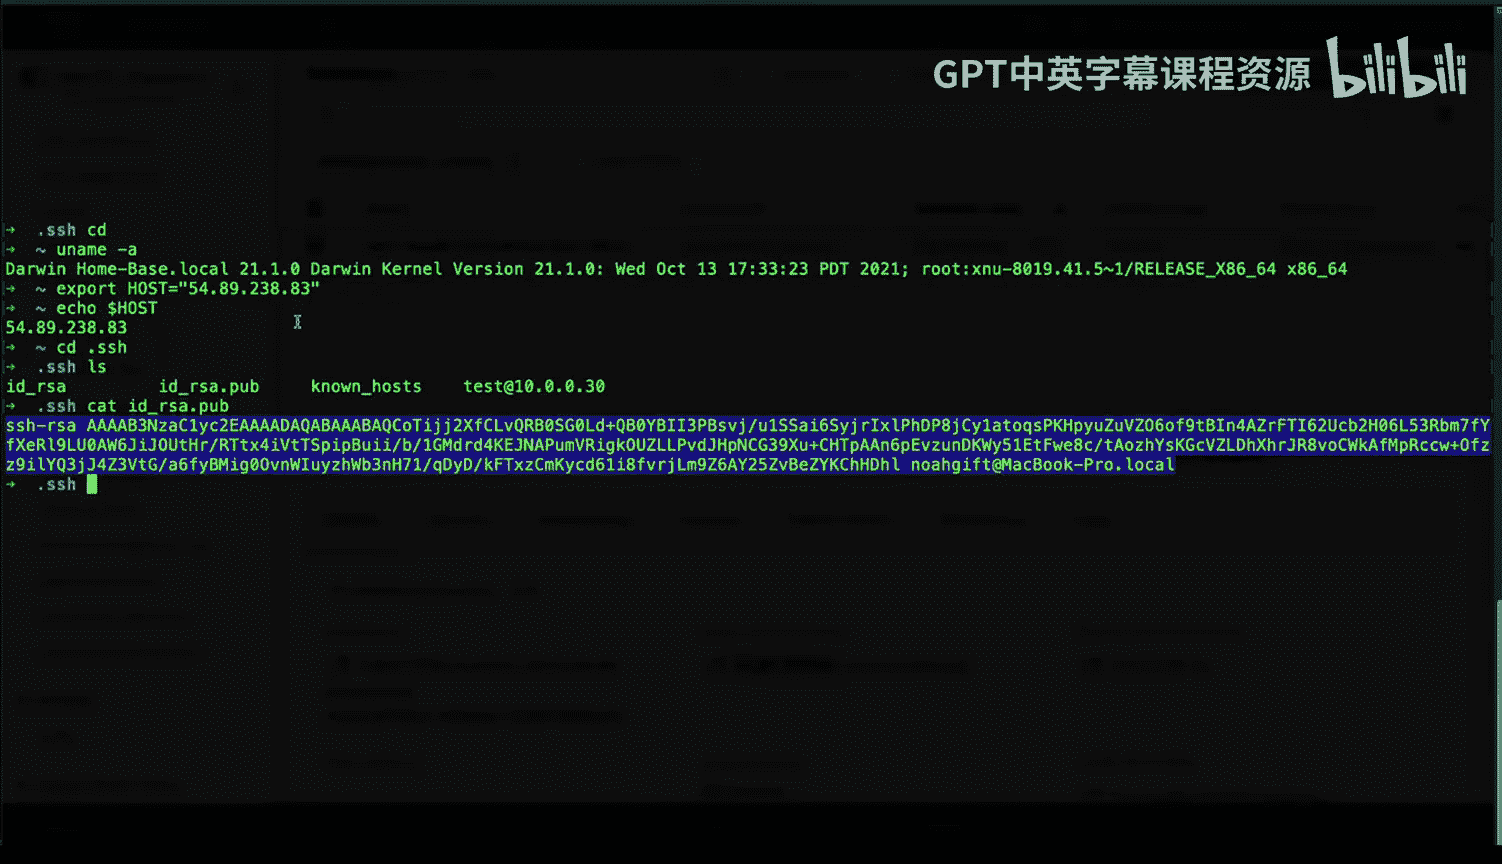 GPT中英字幕课程资源 bilibili
→ .ssh cd
→ ~ uname -a
Darwin Home-Base.local 21.1.0 Darwin Kernel Version 21.1.0: Wed Oct 13 17:33:23 PDT 2021; root:xnu-8019.41.5~1/RELEASE_X86_64 x86_64
→ ~ export HOST="54.89.238.83"
→ ~ echo $HOST
54.89.238.83
→ ~ cd .ssh
→ .ssh ls
id_rsa id_rsa.pub known_hosts test@10.0.0.30
→ .ssh cat id_rsa.pub
ssh-rsa AAAAB3NzaC1yc2EAAAADAQABAAABAQCoTijj2XfCLvQRB0SG0Ld+QB0YBII3PBsvj/u1SSai6SyjrIxlPhDP8jCy1atoqsPKHpyuZuVZO6of9tBIn4AZrFTI62Ucb2H06L53Rbm7fY
fXeRl9LU0AW6JiJOUtHr/RTtx4iVtTSpipBuii/b/1GMdrd4KEJNAPumVRigkOUZLLPvdJHpNCG39Xu+CHTpAAn6pEvzunDKWy51EtFwe8c/tAozhYsKGcVZLDhXhrJR8voCWkAfMpRccw+Ofz
z9ilYQ3jJ4Z3VtG/a6fyBMig0OvnWIuyzhWb3nH71/qDyD/kFTxzCmKycd61i8fvrjLm9Z6AY25ZvBeZYKChHDhl noahgift@MacBook-Pro.local
→ .ssh